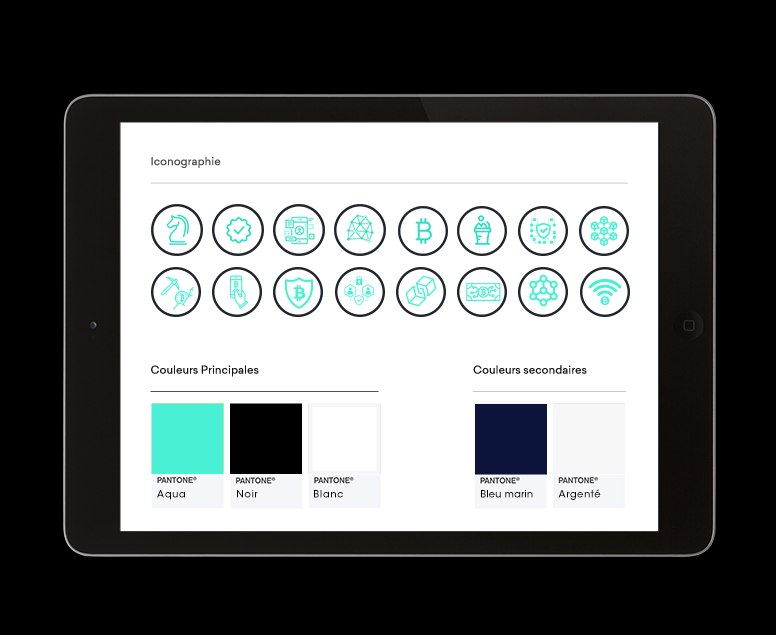 Iconographie
Couleurs Principales
Couleurs secondaires
PANTONE®
Aqua
PANTONE®
Noir
PANTONE®
Blanc
PANTONE®
Bleu marin
PANTONE®
Argenté